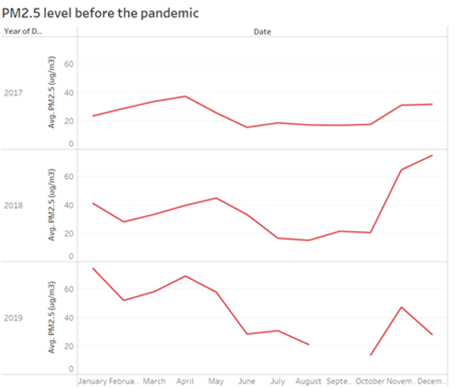 PM2.5 level before the pandemic
Year of D.. Date
2017
Avg. PM2.5 (ug/m3)
60
40
20
0
2018
Avg. PM2.5 (ug/m3)
60
40
20
0
2019
Avg. PM2.5 (ug/m3)
60
40
20
0
January Februa.. March April May June July August Septe.. October Novem.. Decem..